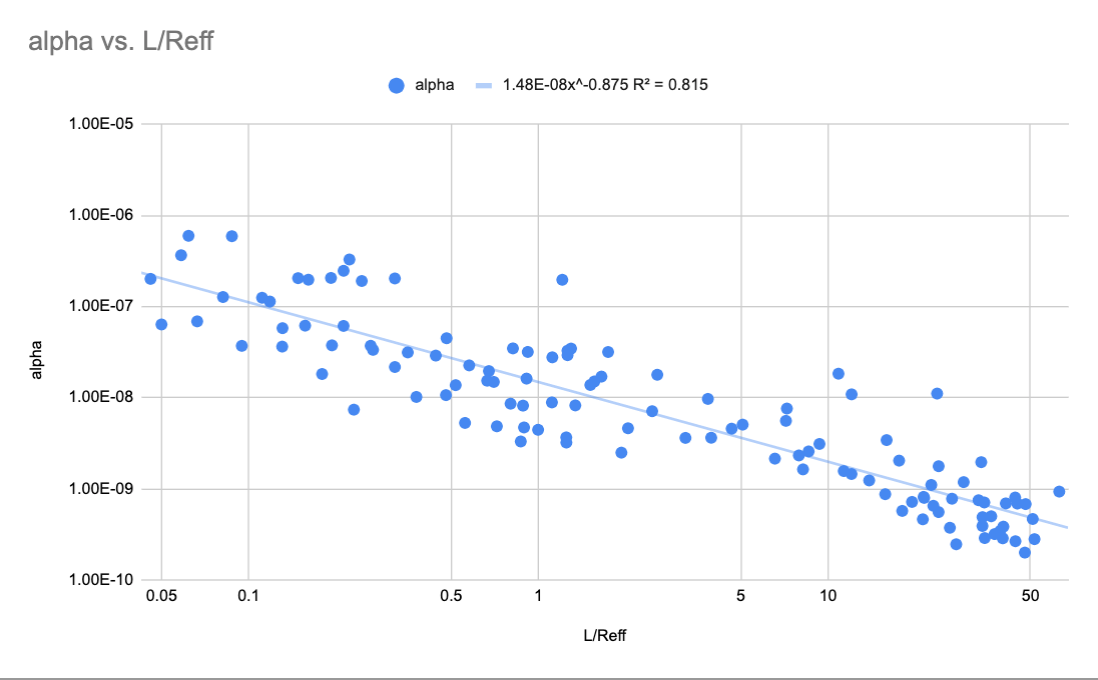 alpha vs. L/Reff
alpha 1.48E-08x^-0.875 R² = 0.815
1.00E-05
1.00E-06
1.00E-07
1.00E-08
1.00E-09
1.00E-10
alpha
0.05 0.1 0.5 1 5 10 50
L/Reff